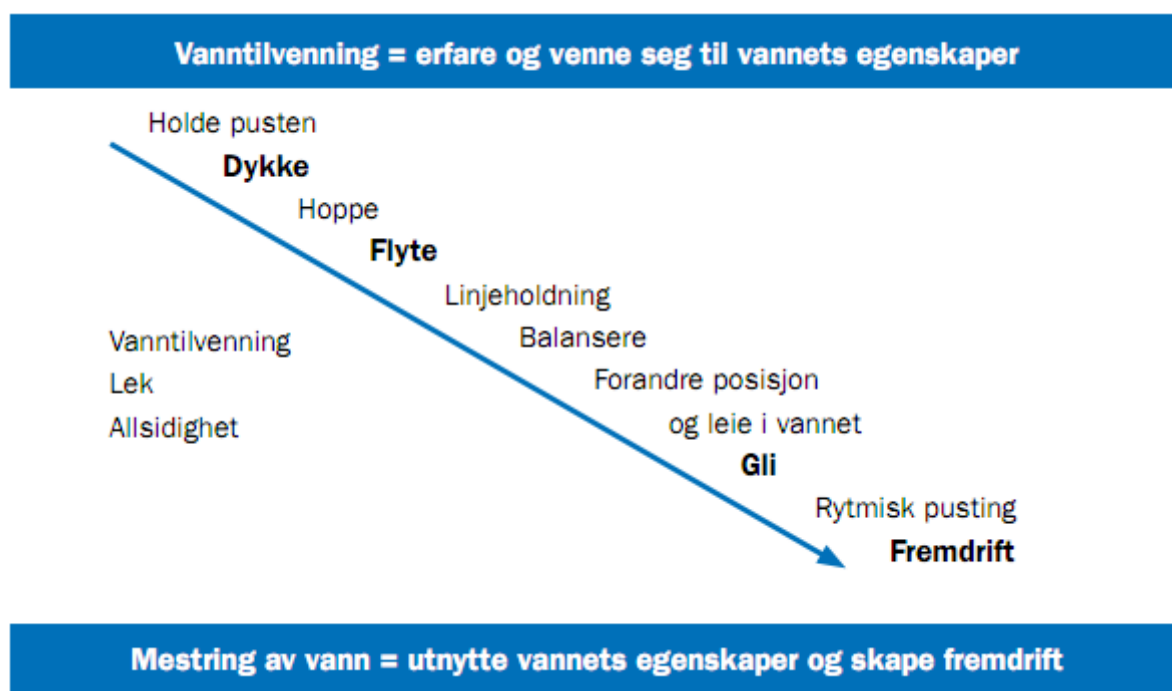 Vanntilvenning = erfare og venne seg til vannets egenskaper
Holde pusten
Dykke
Hoppe
Flyte
Linjeholdning
Balansere
Forandre posisjon
og leie i vannet
Gli
Rytmisk pusting
Fremdrift
Vanntilvenning
Lek
Allsidighet
Mestring av vann = utnytte vannets egenskaper og skape fremdrift